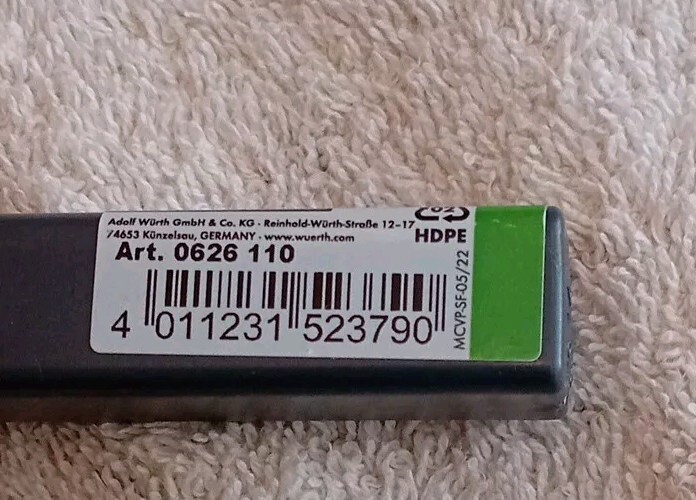 Adolf Würth GmbH & Co. KG · Reinhold-Würth-Straße 12–17
74653 Künzelsau, GERMANY · www.wuerth.com
02
HDPE
Art. 0626 110
4 011231 523790
MCVP-SF-05/22